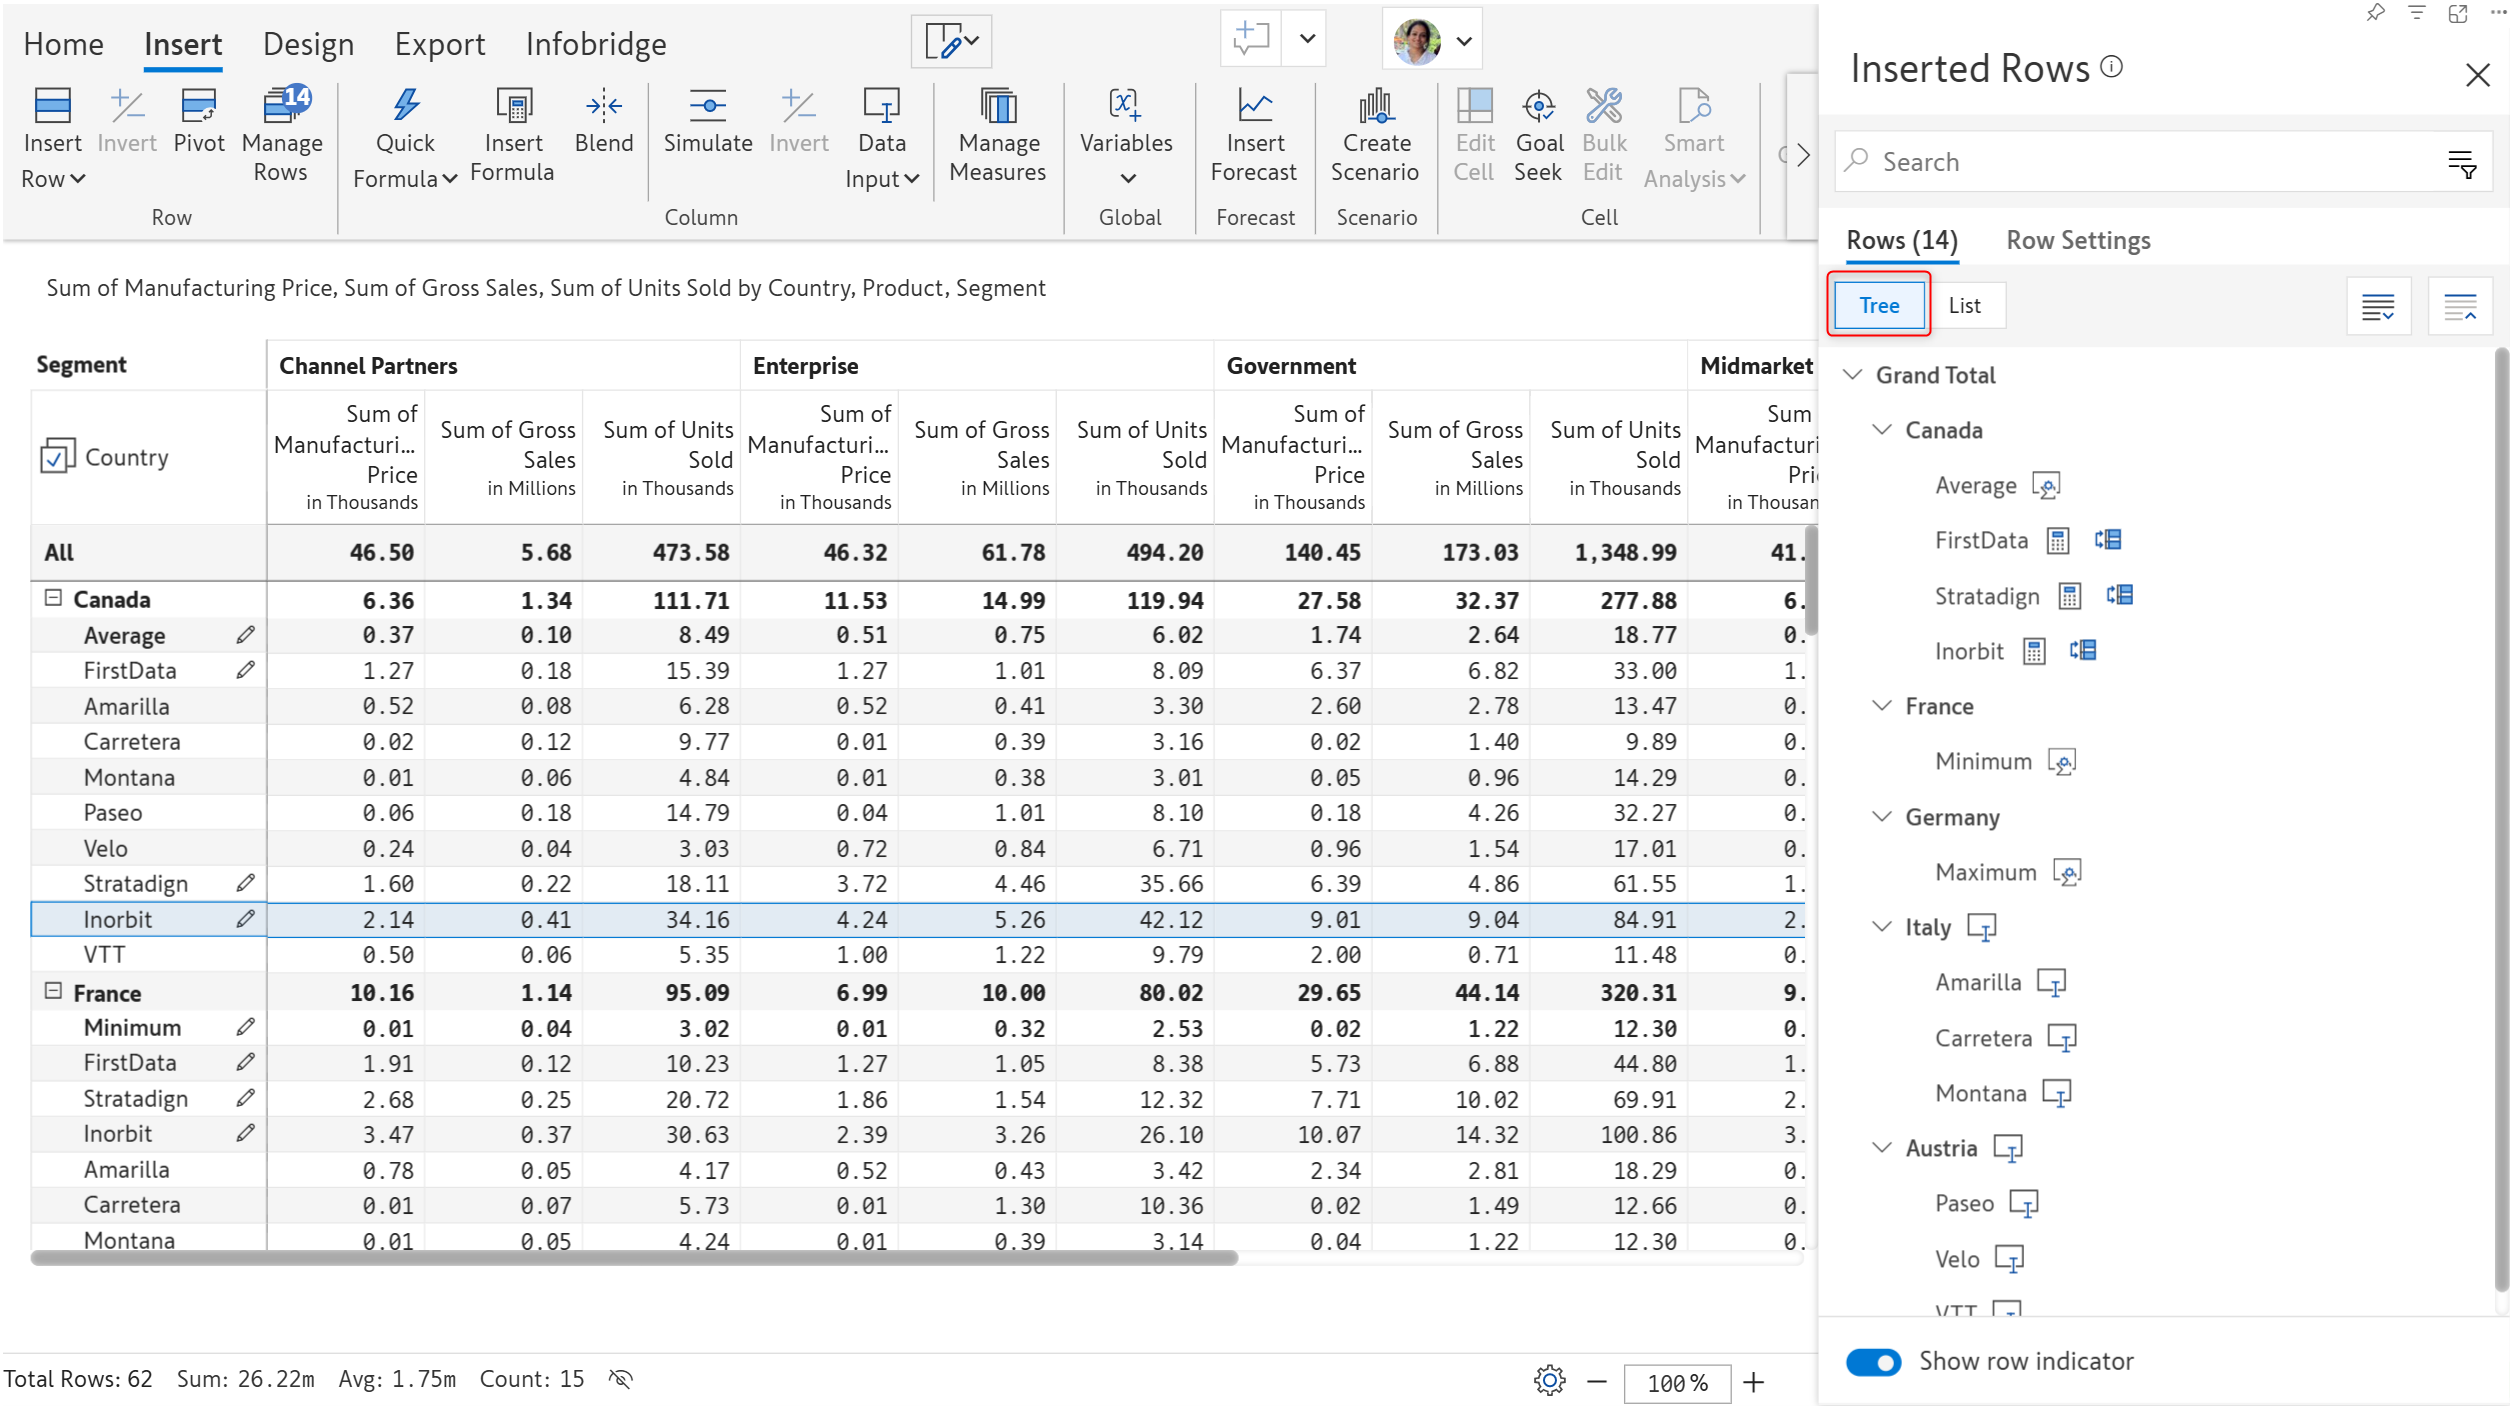 Home Insert Design Export Infobridge
Insert Row
Invert
Pivot
14
Manage Rows
Row
Quick Formula
Insert Formula
Blend
Simulate
Invert
Data Input
Column
Manage Measures
Variables
Global
Insert Forecast
Forecast
Create Scenario
Scenario
Edit Cell
Goal Seek
Bulk Edit
Smart Analysis
Cell
Sum of Manufacturing Price, Sum of Gross Sales, Sum of Units Sold by Country, Product, Segment
Segment Channel Partners Enterprise Government Midmarket
Country
Sum of Manufacturi... Price in Thousands
Sum of Gross Sales in Millions
Sum of Units Sold in Thousands
Sum of Manufacturi... Price in Thousands
Sum of Gross Sales in Millions
Sum of Units Sold in Thousands
Sum of Manufacturi... Price in Thousands
Sum of Gross Sales in Millions
Sum of Units Sold in Thousands
Sum
All 46.50 5.68 473.58 46.32 61.78 494.20 140.45 173.03 1,348.99 41.
Canada 6.36 1.34 111.71 11.53 14.99 119.94 27.58 32.37 277.88 6.
Average 0.37 0.10 8.49 0.51 0.75 6.02 1.74 2.64 18.77 0.
FirstData 1.27 0.18 15.39 1.27 1.01 8.09 6.37 6.82 33.00 1.
Amarilla 0.52 0.08 6.28 0.52 0.41 3.30 2.60 2.78 13.47 0.
Carretera 0.02 0.12 9.77 0.01 0.39 3.16 0.02 1.40 9.89 0.
Montana 0.01 0.06 4.84 0.01 0.38 3.01 0.05 0.96 14.29 0.
Paseo 0.06 0.18 14.79 0.04 1.01 8.10 0.18 4.26 32.27 0.
Velo 0.24 0.04 3.03 0.72 0.84 6.71 0.96 1.54 17.01 0.
Stratadign 1.60 0.22 18.11 3.72 4.46 35.66 6.39 4.86 61.55 1.
Inorbit 2.14 0.41 34.16 4.24 5.26 42.12 9.01 9.04 84.91 2.
VTT 0.50 0.06 5.35 1.00 1.22 9.79 2.00 0.71 11.48 0.
France 10.16 1.14 95.09 6.99 10.00 80.02 29.65 44.14 320.31 9.
Minimum 0.01 0.04 3.02 0.01 0.32 2.53 0.02 1.22 12.30 0.
FirstData 1.91 0.12 10.23 1.27 1.05 8.38 5.73 6.88 44.80 1.
Stratadign 2.68 0.25 20.72 1.86 1.54 12.32 7.71 10.02 69.91 2.
Inorbit 3.47 0.37 30.63 2.39 3.26 26.10 10.07 14.32 100.86 3.
Amarilla 0.78 0.05 4.17 0.52 0.43 3.42 2.34 2.81 18.29 0.
Carretera 0.01 0.07 5.73 0.01 1.30 10.36 0.02 1.49 12.66 0.
Montana 0.01 0.05 4.24 0.01 0.39 3.14 0.04 1.22 12.30 0.
Total Rows: 62 Sum: 26.22m Avg: 1.75m Count: 15
100 %
Inserted Rows
Search
Rows (14) Row Settings
Tree List
Grand Total
Canada
Average
FirstData
Stratadign
Inorbit
France
Minimum
Germany
Maximum
Italy
Amarilla
Carretera
Montana
Austria
Paseo
Velo
VTT
Show row indicator